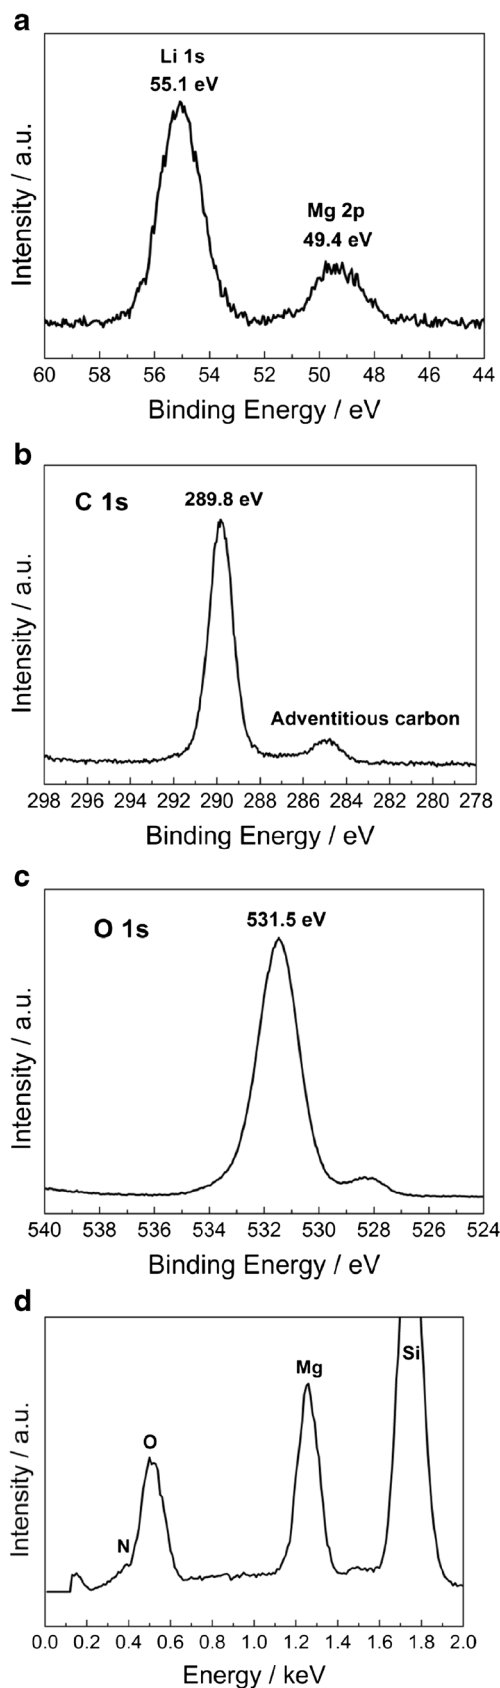 a
Li 1s
55.1 eV
Mg 2p
49.4 eV
Intensity / a.u.
60 58 56 54 52 50 48 46 44
Binding Energy / eV
b
C 1s
289.8 eV
Adventitious carbon
Intensity / a.u.
298 296 294 292 290 288 286 284 282 280 278
Binding Energy / eV
c
O 1s
531.5 eV
Intensity / a.u.
540 538 536 534 532 530 528 526 524
Binding Energy / eV
d
Si
Mg
O
N
Intensity / a.u.
0.0 0.2 0.4 0.6 0.8 1.0 1.2 1.4 1.6 1.8 2.0
Energy / keV